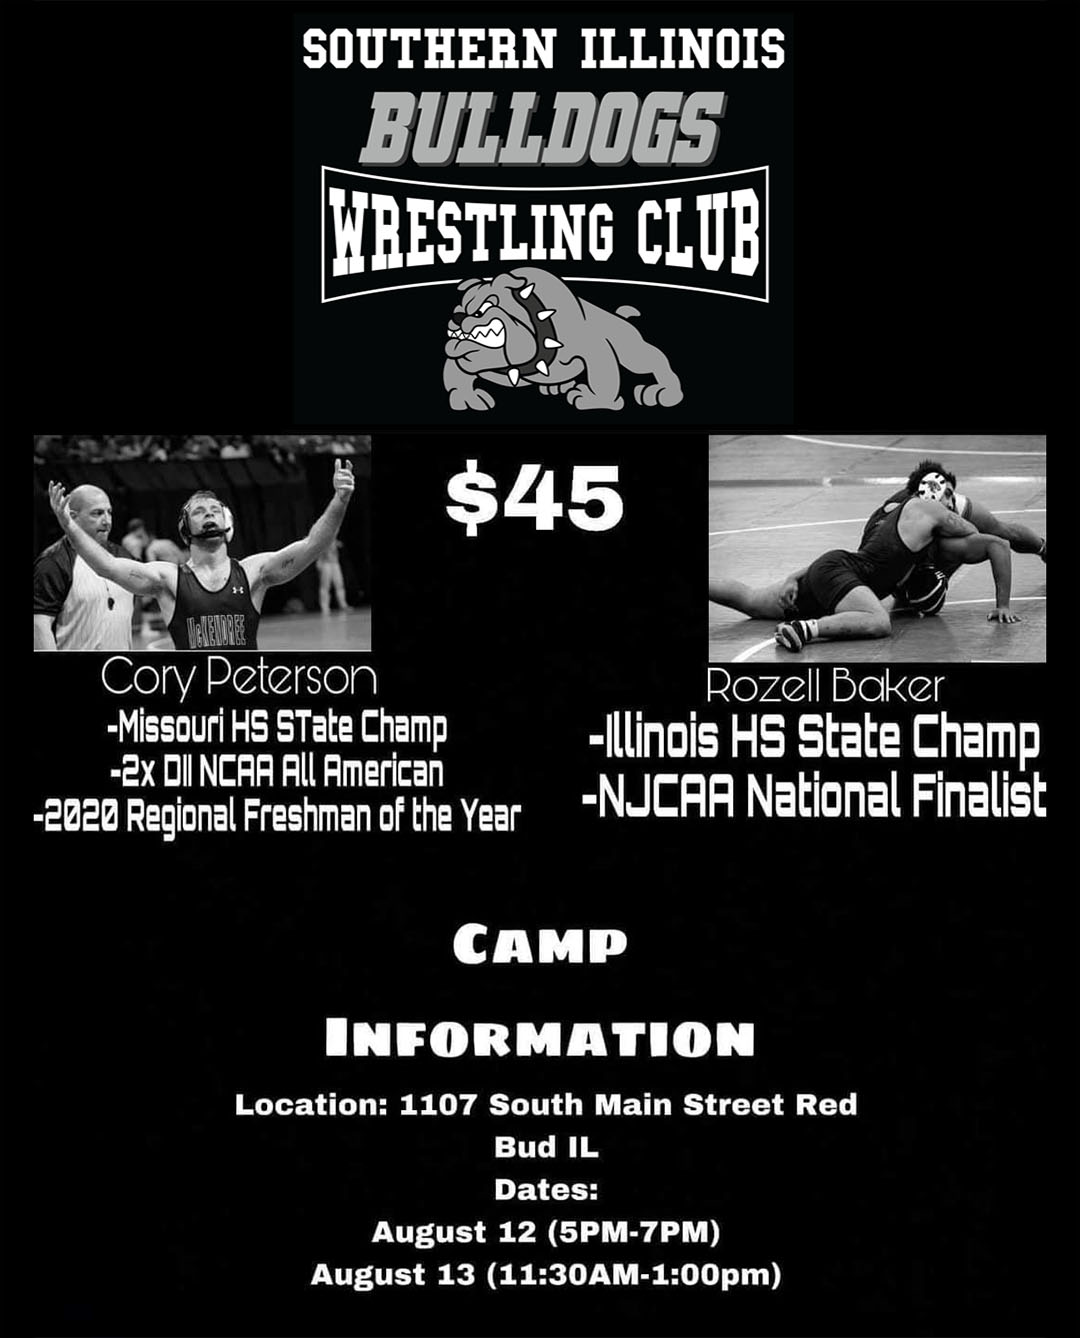 SOUTHERN ILLINOIS
BULLDOGS
WRESTLING CLUB
$45
McKENDREE
Cory Peterson
-Missouri HS STate Champ
-2x DII NCAA All American
-2020 Regional Freshman of the Year
Rozell Baker
-Illinois HS State Champ
-NJCAA National Finalist
CAMP
INFORMATION
Location: 1107 South Main Street Red
Bud IL
Dates:
August 12 (5PM-7PM)
August 13 (11:30AM-1:00pm)